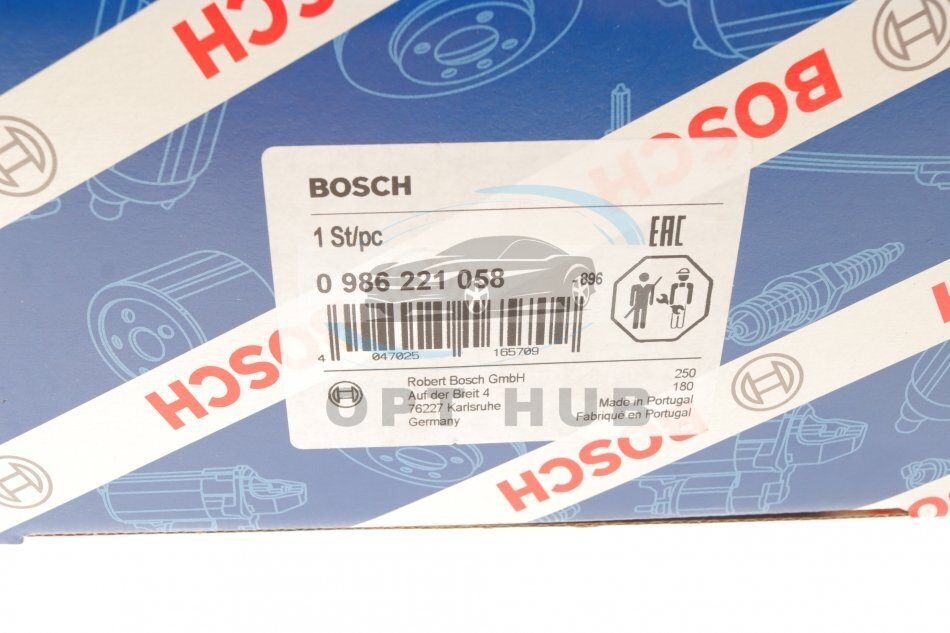 BOSCH
BOSCH
BOSCH
1 St/pc
EAC
0 986 221 058
896
4 047025 165709
Robert Bosch GmbH
Auf der Breit 4
76227 Karlsruhe
Germany
250
180
Made in Portugal
Fabriqué en Portugal
OPT HUB
BOSCH
BOSCH